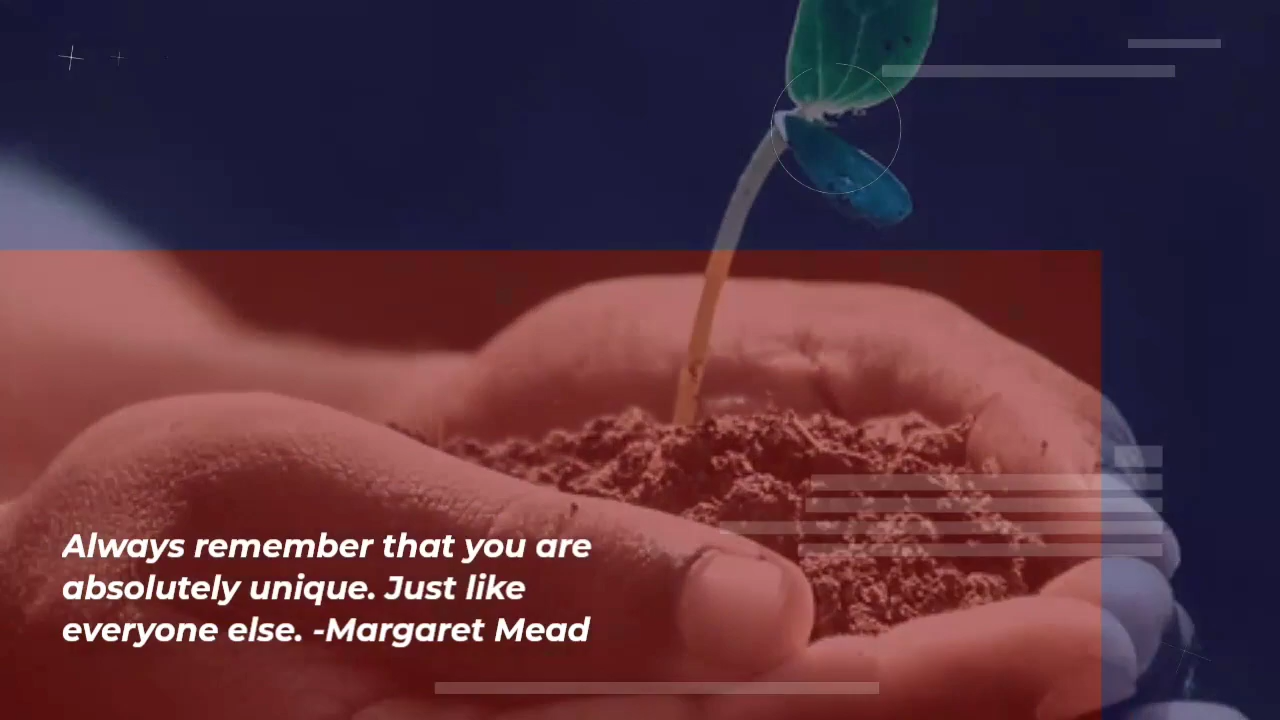 Always remember that you are
absolutely unique. Just like
everyone else. -Margaret Mead